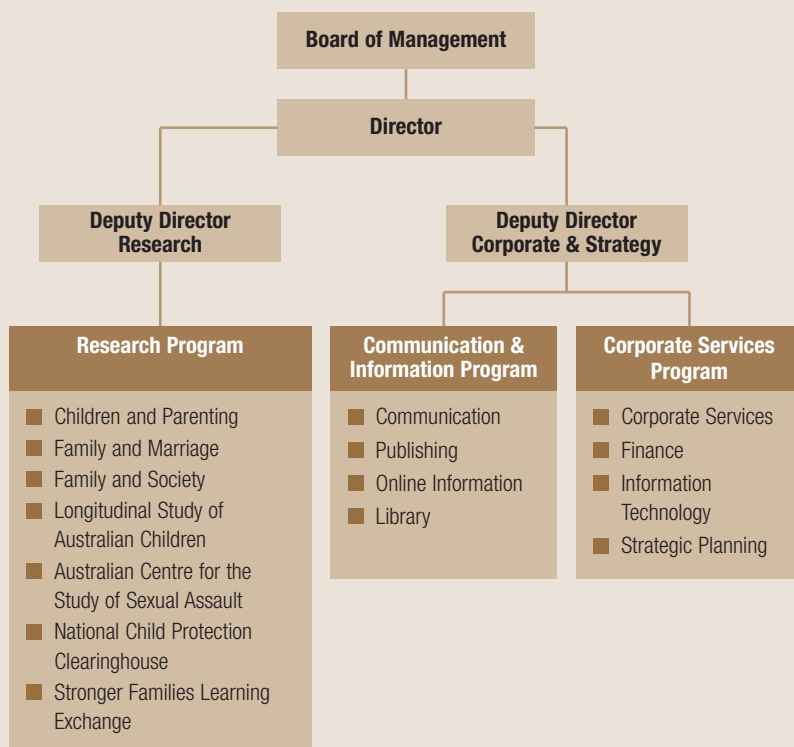 Board of Management
Director
Deputy Director
Research
Deputy Director
Corporate & Strategy
Research Program
Children and Parenting
Family and Marriage
Family and Society
Longitudinal Study of
Australian Children
Australian Centre for the
Study of Sexual Assault
National Child Protection
Clearinghouse
Stronger Families Learning
Exchange
Communication &
Information Program
Communication
Publishing
Online Information
Library
Corporate Services
Program
Corporate Services
Finance
Information
Technology
Strategic Planning